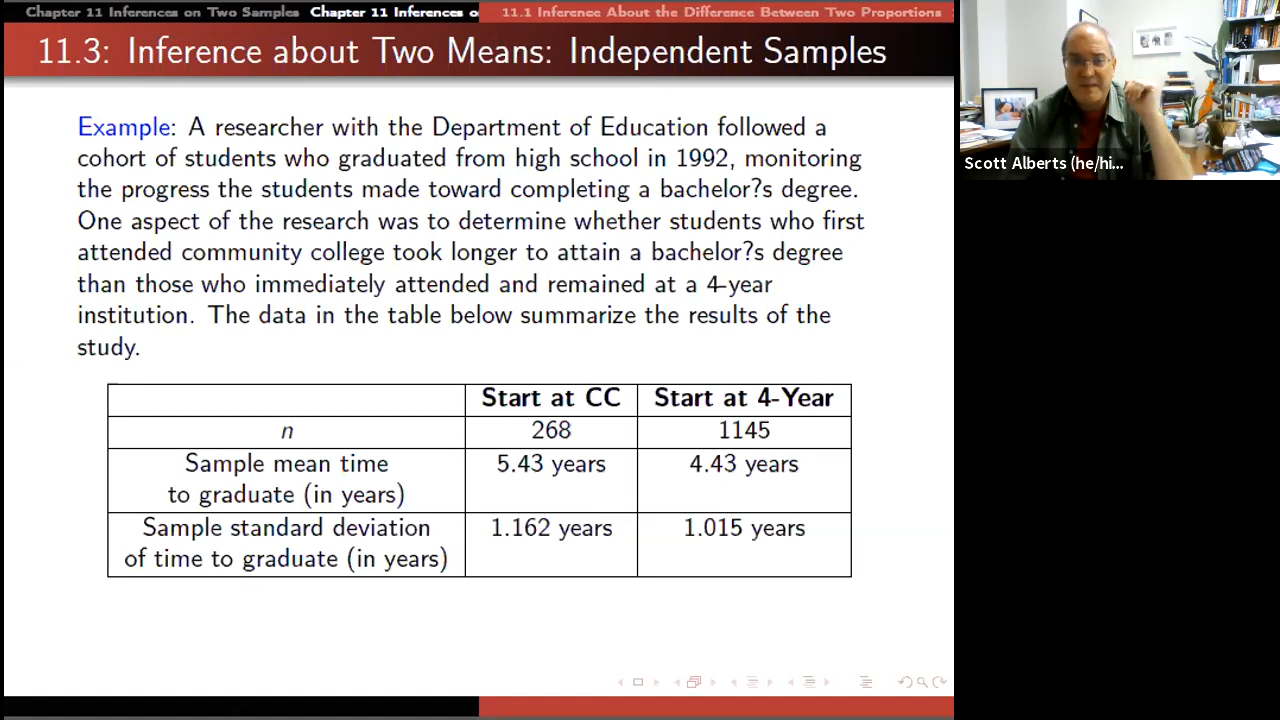 Chapter 11 Inferences on Two Samples Chapter 11 Inferences o 11.1 Inference About the Difference Between Two Proportions
11.3: Inference about Two Means: Independent Samples
Example: A researcher with the Department of Education followed a
cohort of students who graduated from high school in 1992, monitoring
the progress the students made toward completing a bachelor?s degree.
One aspect of the research was to determine whether students who first
attended community college took longer to attain a bachelor?s degree
than those who immediately attended and remained at a 4-year
institution. The data in the table below summarize the results of the
study.
Start at CC Start at 4-Year
n 268 1145
Sample mean time 5.43 years 4.43 years
to graduate (in years)
Sample standard deviation 1.162 years 1.015 years
of time to graduate (in years)
Scott Alberts (he/hi...